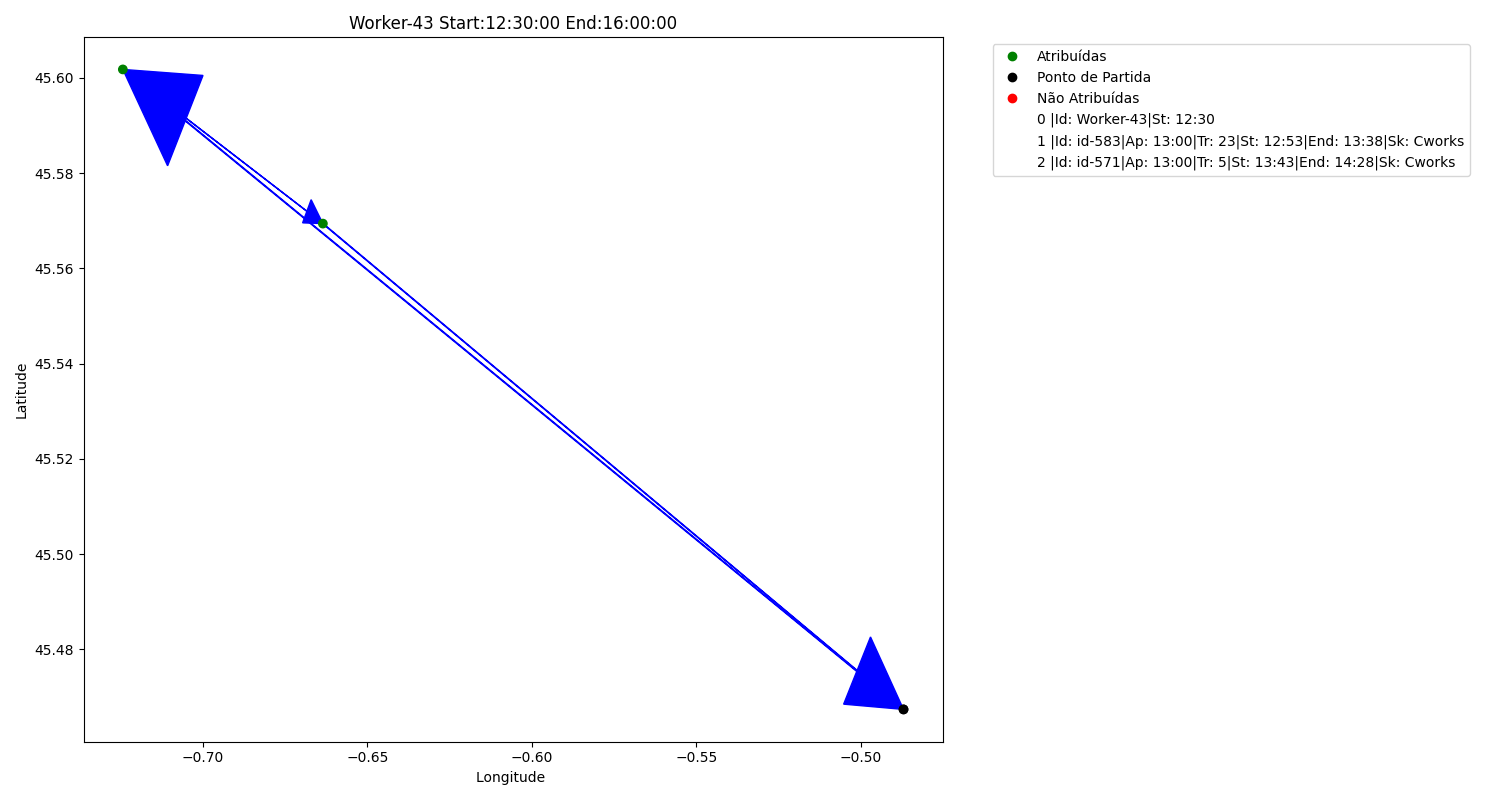 Worker-43 Start:12:30:00 End:16:00:00
45.60
45.58
45.56
45.54
45.52
45.50
45.48
Latitude
−0.70
−0.65
−0.60
−0.55
−0.50
Longitude
Atribuídas
Ponto de Partida
Não Atribuídas
0 |Id: Worker-43|St: 12:30
1 |Id: id-583|Ap: 13:00|Tr: 23|St: 12:53|End: 13:38|Sk: Cworks
2 |Id: id-571|Ap: 13:00|Tr: 5|St: 13:43|End: 14:28|Sk: Cworks